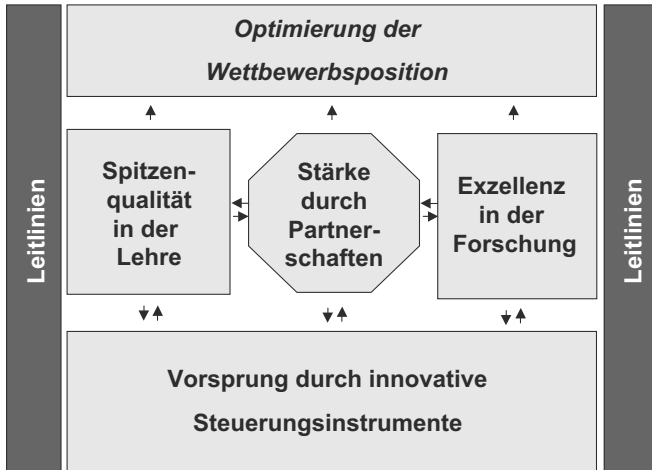 Optimierung der
Wettbewerbsposition
Leitlinien
Spitzen-
qualität
in der
Lehre
Stärke
durch
Partner-
schaften
Exzellenz
in der
Forschung
Leitlinien
Vorsprung durch innovative
Steuerungsinstrumente